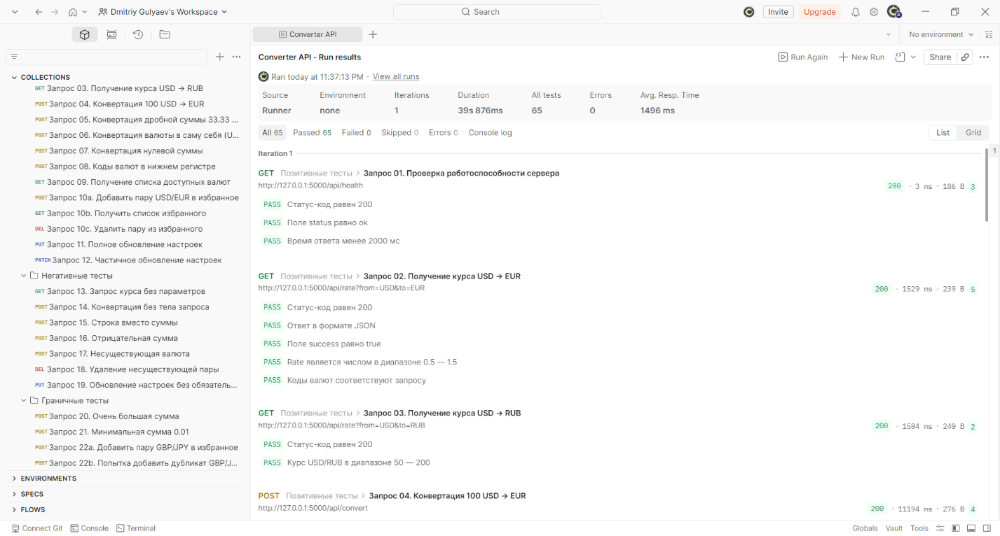 Dmitriy Gulyaev's Workspace
Search
Invite
Upgrade
Converter API
No environment
COLLECTIONS
GET Запрос 03. Получение курса USD → RUB
POST Запрос 04. Конвертация 100 USD → EUR
POST Запрос 05. Конвертация дробной суммы 33.33 ...
POST Запрос 06. Конвертация валюты в саму себя (U...
POST Запрос 07. Конвертация нулевой суммы
POST Запрос 08. Коды валют в нижнем регистре
GET Запрос 09. Получение списка доступных валют
POST Запрос 10a. Добавить пару USD/EUR в избранное
GET Запрос 10b. Получить список избранного
DEL Запрос 10c. Удалить пару из избранного
PUT Запрос 11. Полное обновление настроек
PATCH Запрос 12. Частичное обновление настроек
Негативные тесты
GET Запрос 13. Запрос курса без параметров
POST Запрос 14. Конвертация без тела запроса
POST Запрос 15. Строка вместо суммы
POST Запрос 16. Отрицательная сумма
POST Запрос 17. Несуществующая валюта
DEL Запрос 18. Удаление несуществующей пары
PUT Запрос 19. Обновление настроек без обязатель...
Граничные тесты
POST Запрос 20. Очень большая сумма
POST Запрос 21. Минимальная сумма 0.01
POST Запрос 22a. Добавить пару GBP/JPY в избранное
POST Запрос 22b. Попытка добавить дубликат GBP/J...
ENVIRONMENTS
SPECS
FLOWS
Converter API - Run results
Run Again
New Run
Share
Ran today at 11:37:13 PM · View all runs
Source Environment Iterations Duration All tests Errors Avg. Resp. Time
Runner none 1 39s 876ms 65 0 1496 ms
All 65 Passed 65 Failed 0 Skipped 0 Errors 0 Console log
List Grid
Iteration 1
1
GET Позитивные тесты > Запрос 01. Проверка работоспособности сервера
http://127.0.0.1:5000/api/health
200 • 3 ms • 186 B 3
PASS Статус-код равен 200
PASS Поле status равно ok
PASS Время ответа менее 2000 мс
GET Позитивные тесты > Запрос 02. Получение курса USD → EUR
http://127.0.0.1:5000/api/rate?from=USD&to=EUR
200 • 1529 ms • 239 B 5
PASS Статус-код равен 200
PASS Ответ в формате JSON
PASS Поле success равно true
PASS Rate является числом в диапазоне 0.5 — 1.5
PASS Коды валют соответствуют запросу
GET Позитивные тесты > Запрос 03. Получение курса USD → RUB
http://127.0.0.1:5000/api/rate?from=USD&to=RUB
200 • 1504 ms • 240 B 2
PASS Статус-код равен 200
PASS Курс USD/RUB в диапазоне 50 — 200
POST Позитивные тесты > Запрос 04. Конвертация 100 USD → EUR
http://127.0.0.1:5000/api/convert
200 • 11194 ms • 276 B 4
Connect Git Console Terminal
Globals Vault Tools